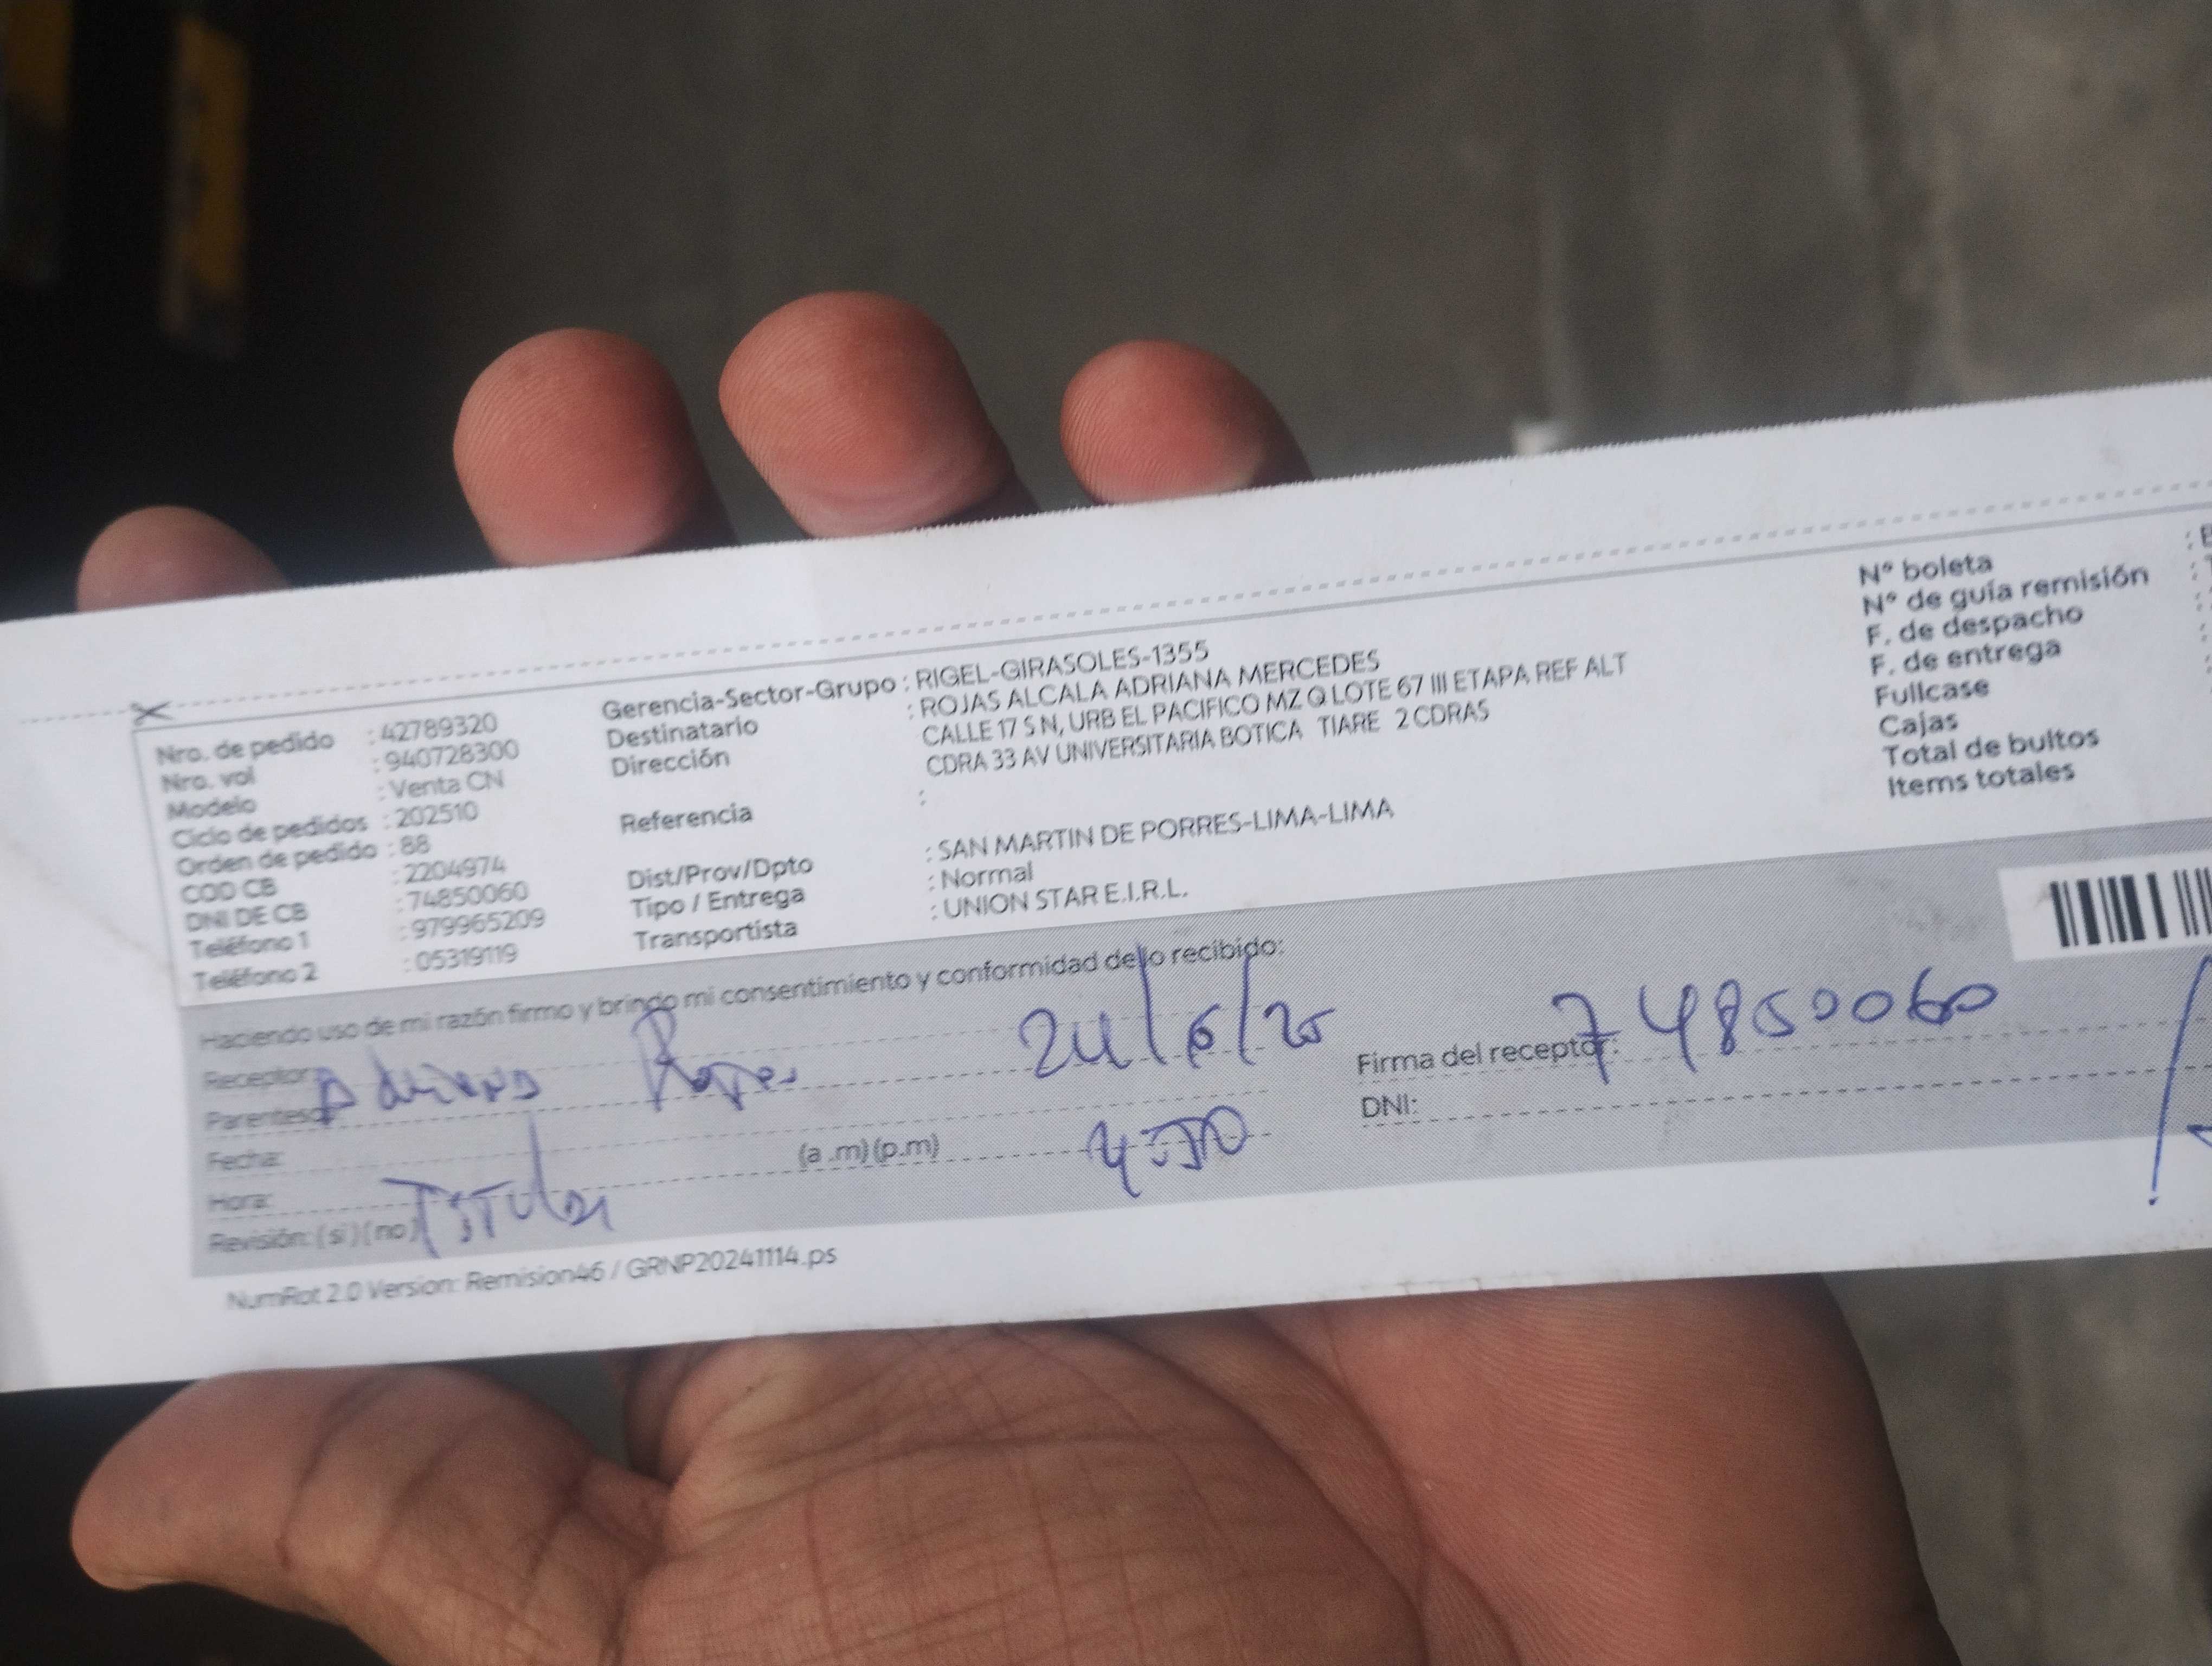 Nro. de pedido : 42789320
Nro. vol : 940728300
Modelo : Venta CN
Ciclo de pedidos : 202510
Orden de pedido : 88
COD CB : 2204974
DNI DE CB : 74850060
Teléfono 1 : 979965209
Teléfono 2 : 05319119
Gerencia-Sector-Grupo : RIGEL-GIRASOLES-1355
Destinatario : ROJAS ALCALA ADRIANA MERCEDES
Dirección CALLE 17 S N, URB EL PACIFICO MZ Q LOTE 67 III ETAPA REF ALT
CDRA 33 AV UNIVERSITARIA BOTICA TIARE 2 CDRAS
Referencia :
Dist/Prov/Dpto : SAN MARTIN DE PORRES-LIMA-LIMA
Tipo / Entrega : Normal
Transportista : UNION STAR E.I.R.L.
N° boleta
N° de guía remisión
F. de despacho
F. de entrega
Fullcase
Cajas
Total de bultos
Items totales
Haciendo uso de mi razón firmo y brindo mi consentimiento y conformidad de lo recibido:
Receptor: Adriana Rojas 24/6/25
Parentesco:
Fecha:
Hora: (a .m)(p.m)
Revisión: (si)(no) Titular
Firma del receptor: 74850060
DNI:
NumRot 2.0 Version: Remision46 / GRNP20241114.ps